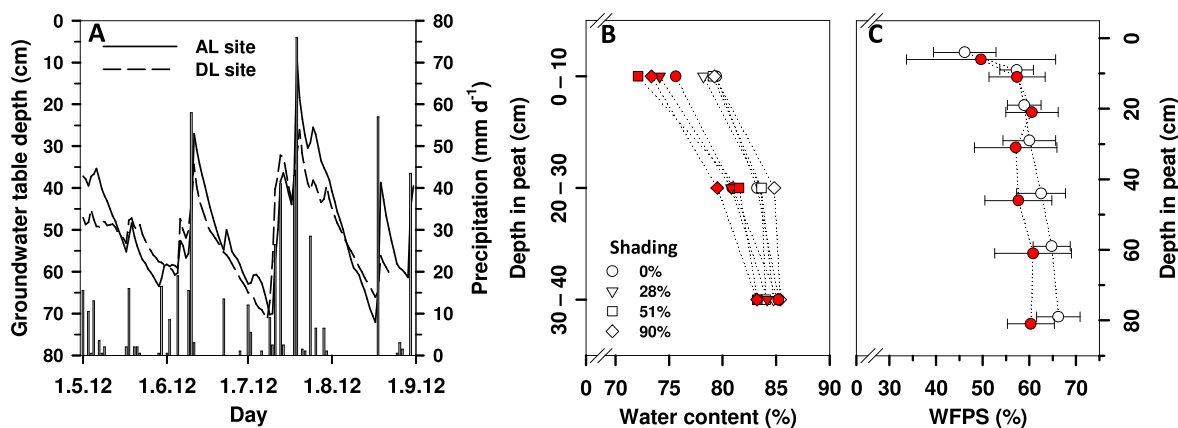 A
AL site
DL site
Groundwater table depth (cm)
0
10
20
30
40
50
60
70
80
80
70
60
50
40
30
20
10
0
Precipitation (mm d-1)
1.5.12 1.6.12 1.7.12 1.8.12 1.9.12
Day
B
Depth in peat (cm)
0 – 10
20 – 30
30 – 40
Shading
0%
28%
51%
90%
0 70 75 80 85 90
Water content (%)
C
0
20
40
60
80
Depth in peat (cm)
0 30 40 50 60 70
WFPS (%)